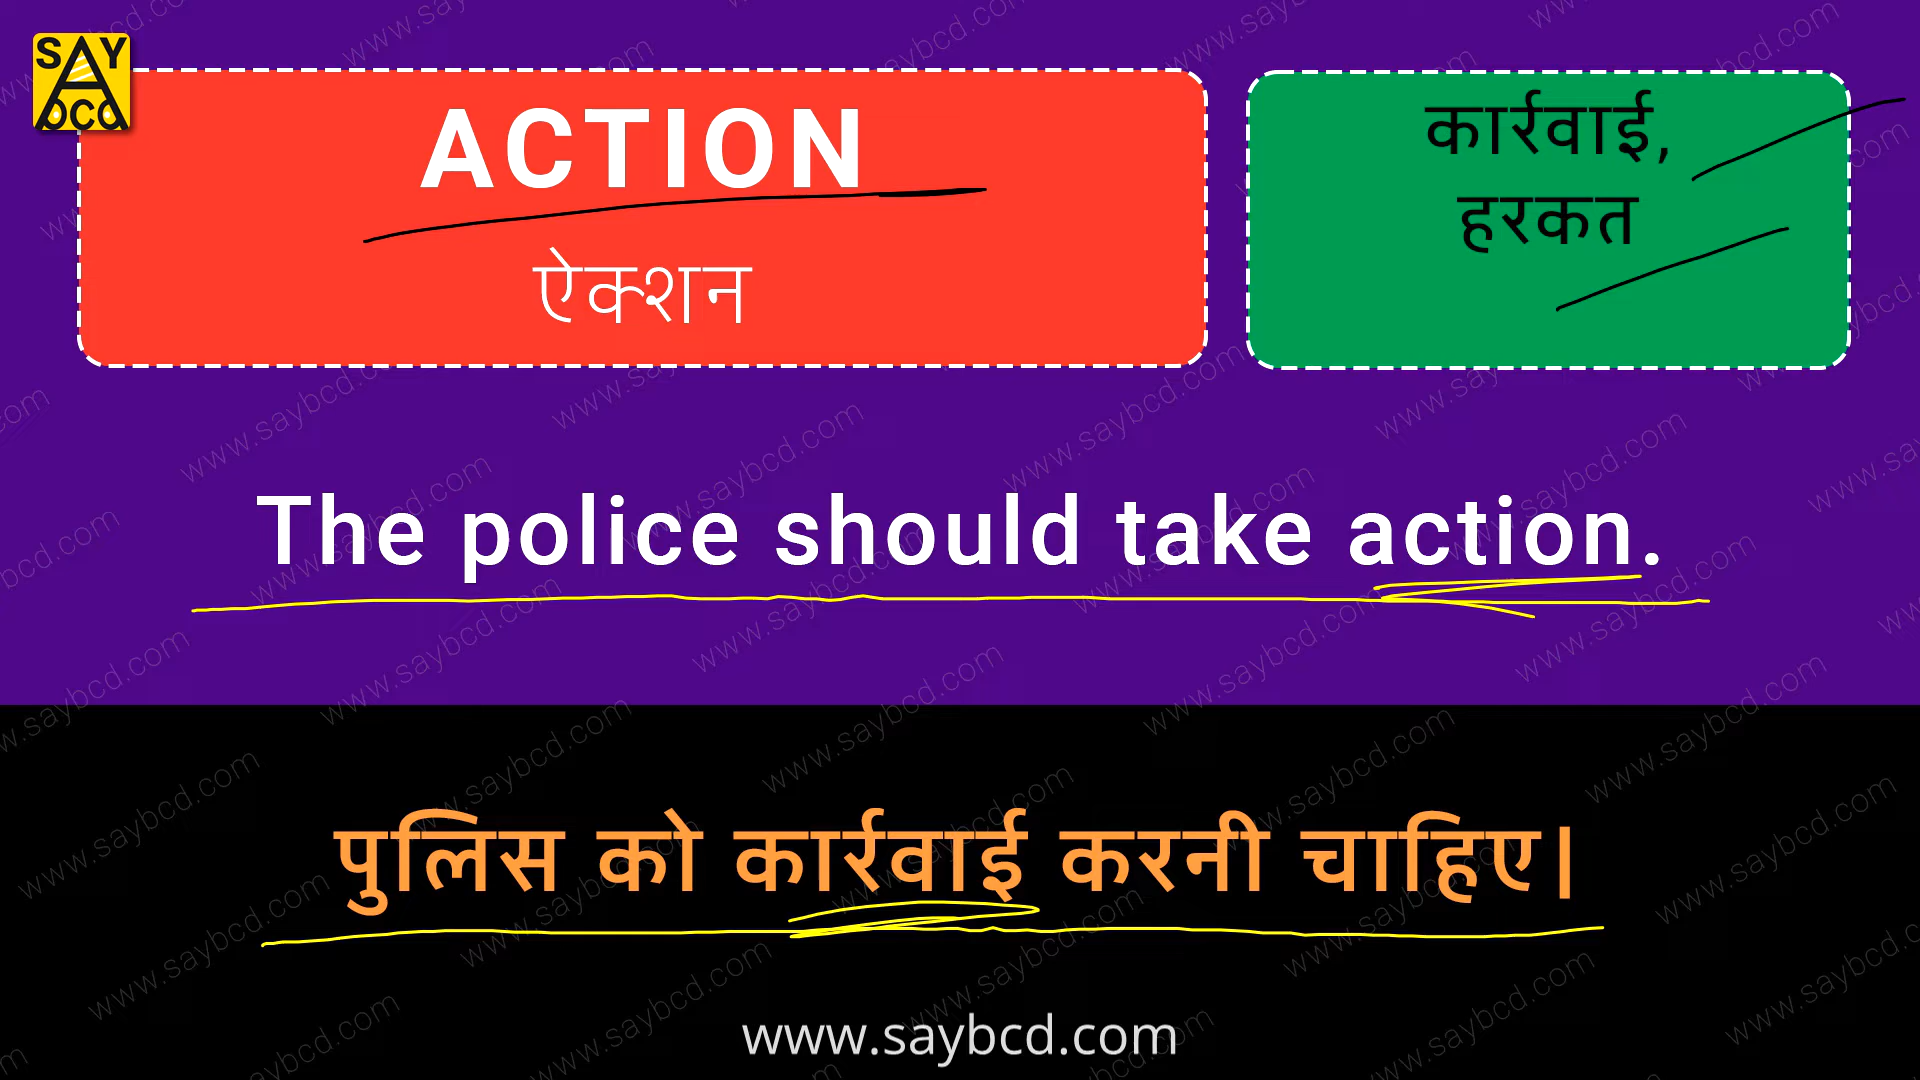 SAY
bcd
ACTION
ऐक्शन
कार्रवाई,
हरकत
The police should take action.
पुलिस को कार्रवाई करनी चाहिए।
www.saybcd.com